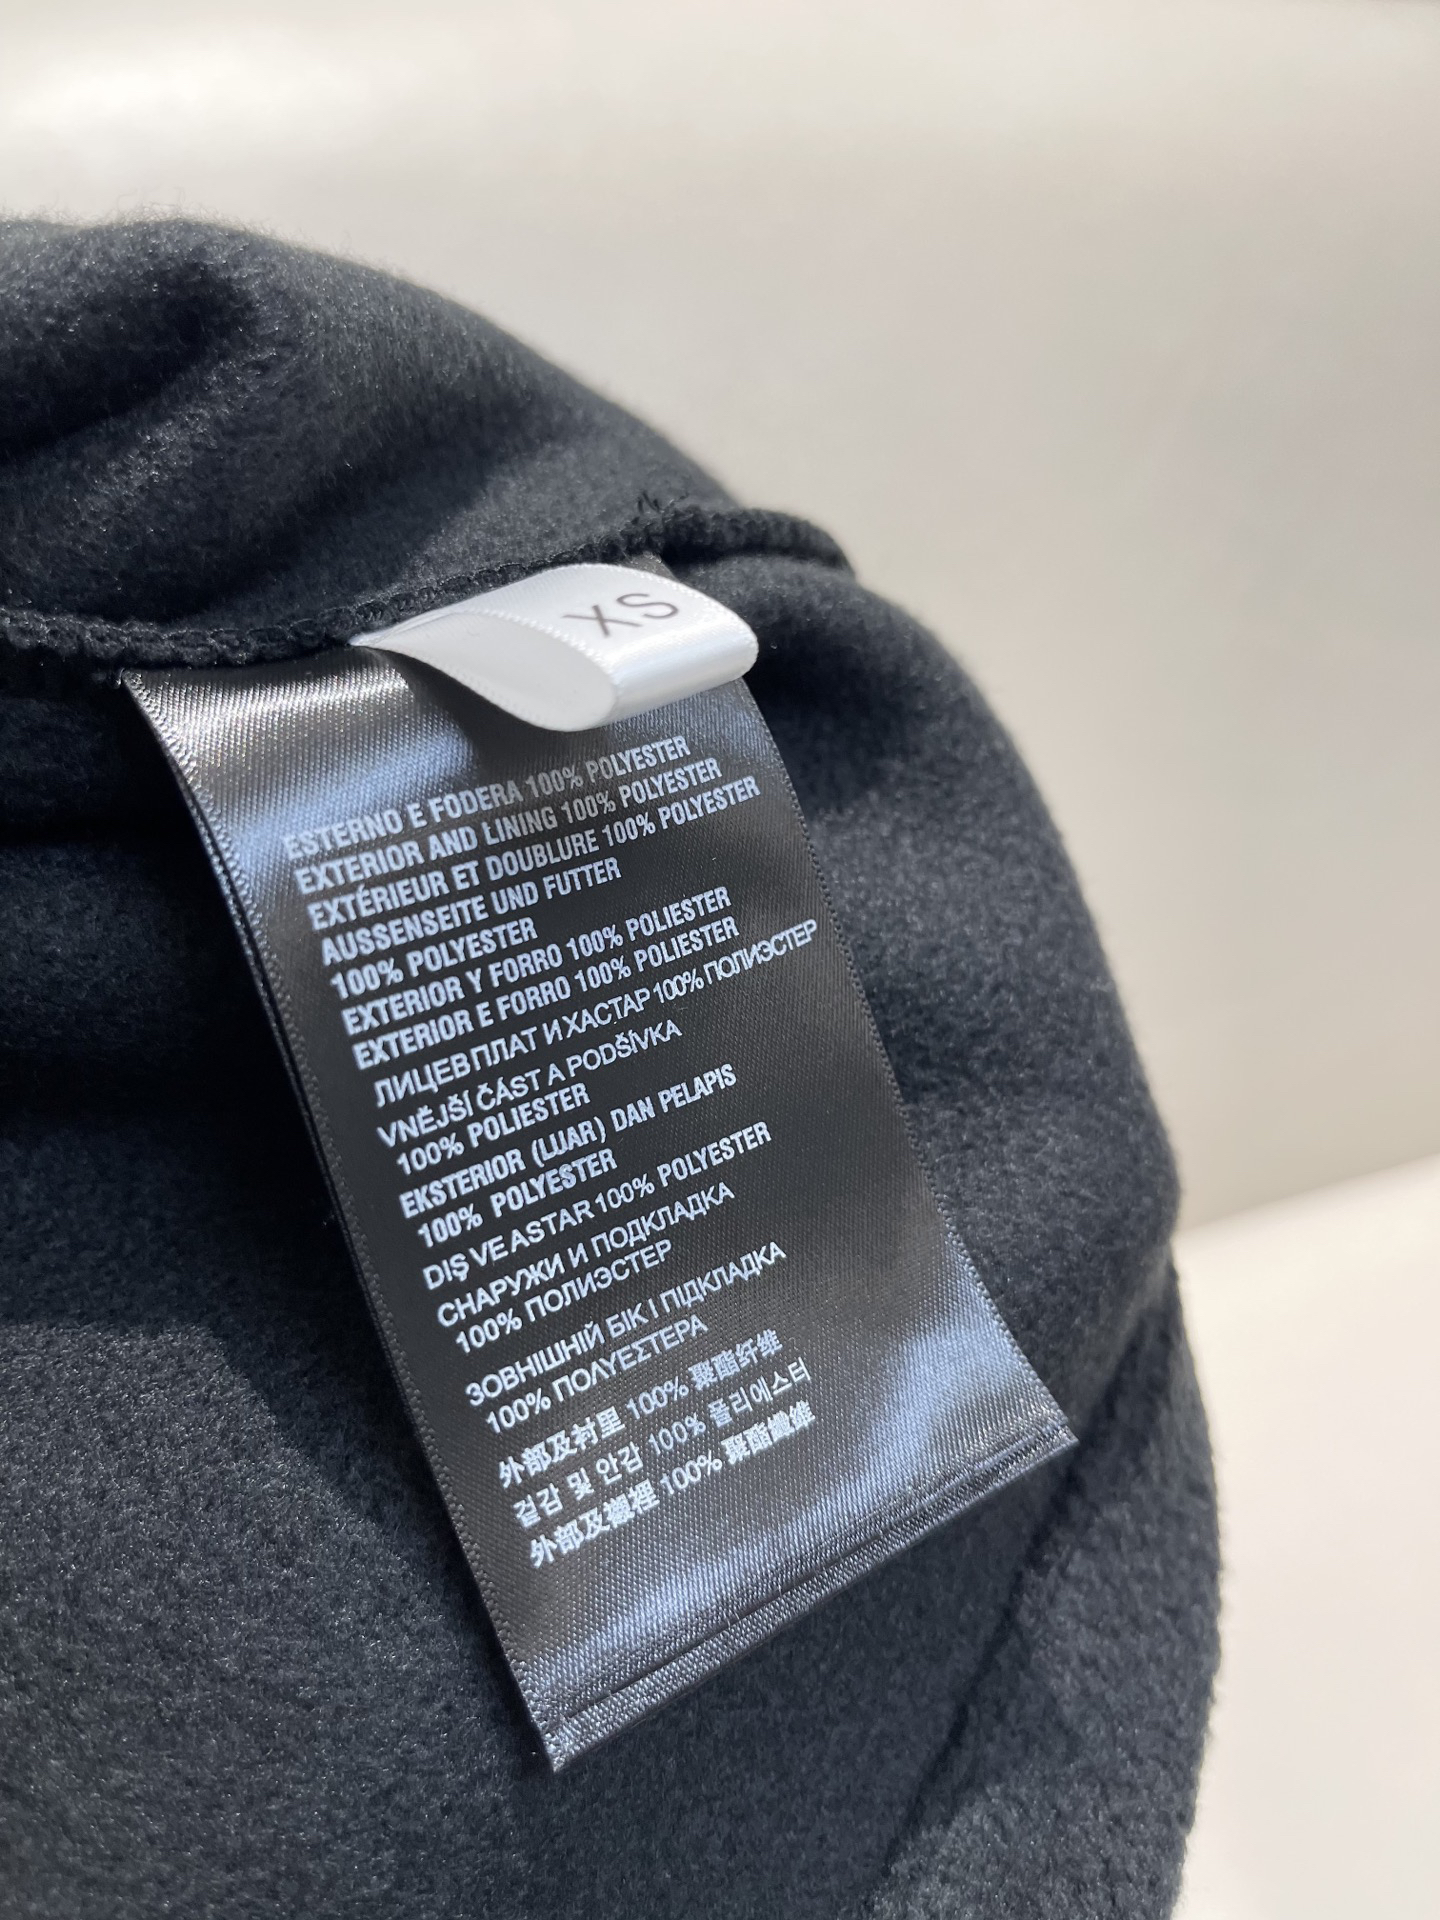 XS
ESTERNO E FODERA 100% POLYESTER
EXTERIOR AND LINING 100% POLYESTER
EXTÉRIEUR ET DOUBLURE 100% POLYESTER
AUSSENSEITE UND FUTTER
100% POLYESTER
EXTERIOR Y FORRO 100% POLIESTER
EXTERIOR E FORRO 100% POLIESTER
ЛИЦЕВ ПЛАТ И ХАСТАР 100% ПОЛИЭСТЕР
VNĚJŠÍ ČÁST A PODŠÍVKA
100% POLIESTER
EKSTERIOR (LUAR) DAN PELAPIS
100% POLYESTER
DIŞ VE ASTAR 100% POLYESTER
СНАРУЖИ И ПОДКЛАДКА
100% ПОЛИЭСТЕР
ЗОВНІШНІЙ БІК І ПІДКЛАДКА
100% ПОЛУЕΣТЕРА
外部及衬里 100% 聚酯纤维
겉감 및 안감 100% 폴리에스터
外部及襯裡 100% 聚酯纖維